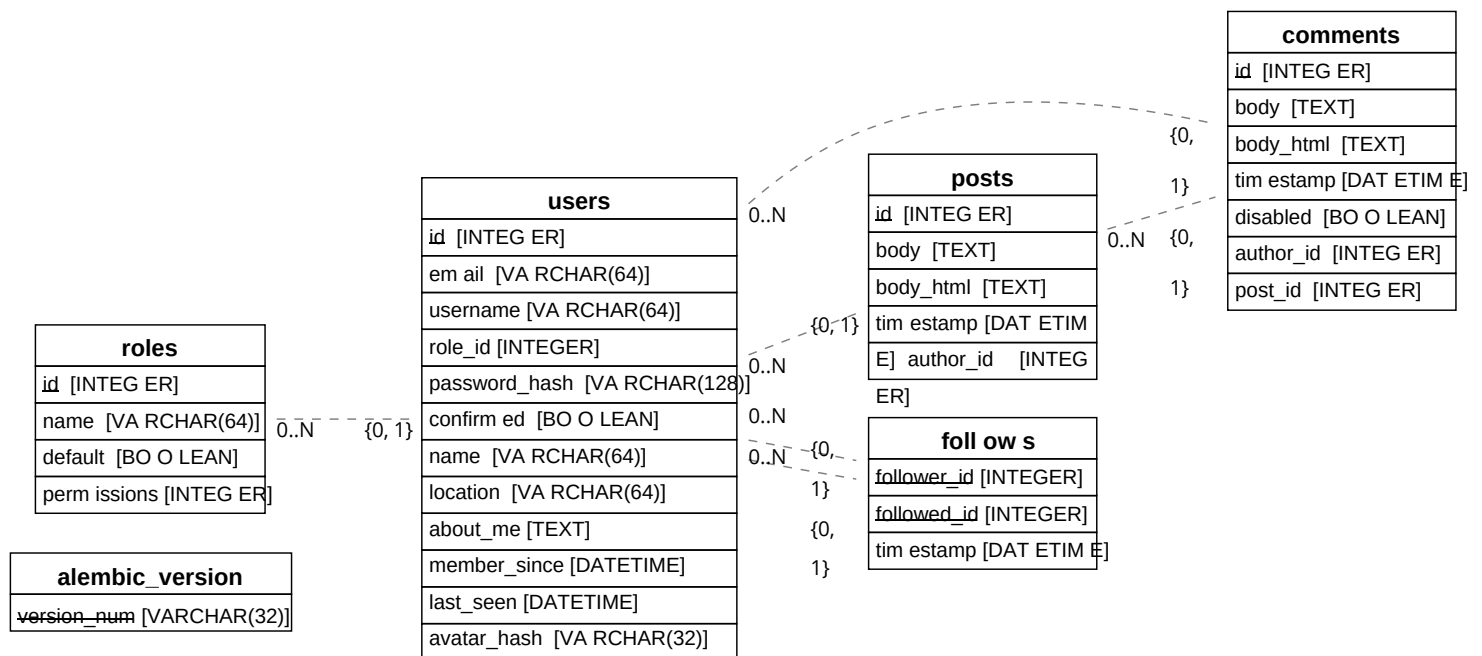 comments
id [INTEG ER]
body [TEXT]
body_html [TEXT]
tim estamp [DAT ETIM E]
disabled [BO O LEAN]
author_id [INTEG ER]
post_id [INTEG ER]
{0,
1}
{0,
1}
posts
id [INTEG ER]
body [TEXT]
body_html [TEXT]
tim estamp [DAT ETIM
E] author_id [INTEG
ER]
0..N
users
id [INTEG ER]
em ail [VA RCHAR(64)]
username [VA RCHAR(64)]
role_id [INTEGER]
password_hash [VA RCHAR(128)]
confirm ed [BO O LEAN]
name [VA RCHAR(64)]
location [VA RCHAR(64)]
about_me [TEXT]
member_since [DATETIME]
last_seen [DATETIME]
avatar_hash [VA RCHAR(32)]
0..N
{0, 1}
0..N
0..N
0..N
{0,
1}
{0,
1}
foll ow s
follower_id [INTEGER]
followed_id [INTEGER]
tim estamp [DAT ETIM E]
roles
id [INTEG ER]
name [VA RCHAR(64)]
default [BO O LEAN]
perm issions [INTEG ER]
0..N {0, 1}
alembic_version
version_num [VARCHAR(32)]